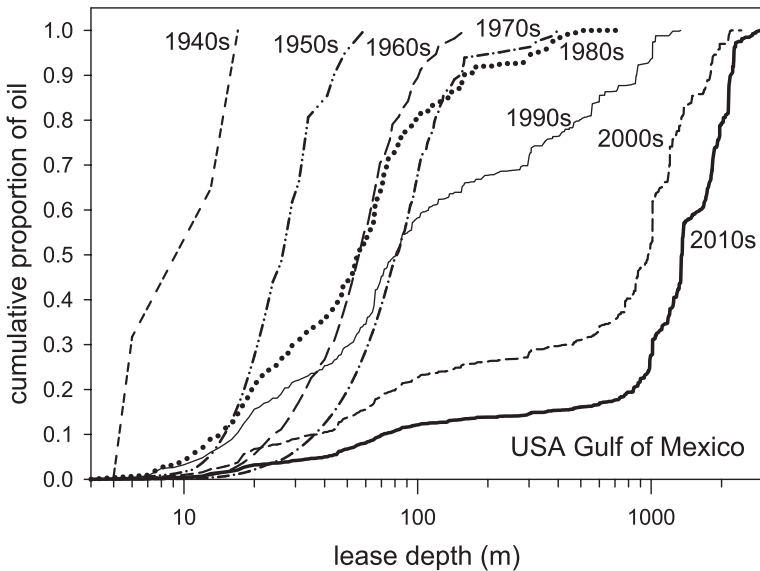 cumulative proportion of oil
1.0
0.9
0.8
0.7
0.6
0.5
0.4
0.3
0.2
0.1
0.0
1940s
1950s
1960s
1970s
1980s
1990s
2000s
2010s
USA Gulf of Mexico
10
100
1000
lease depth (m)